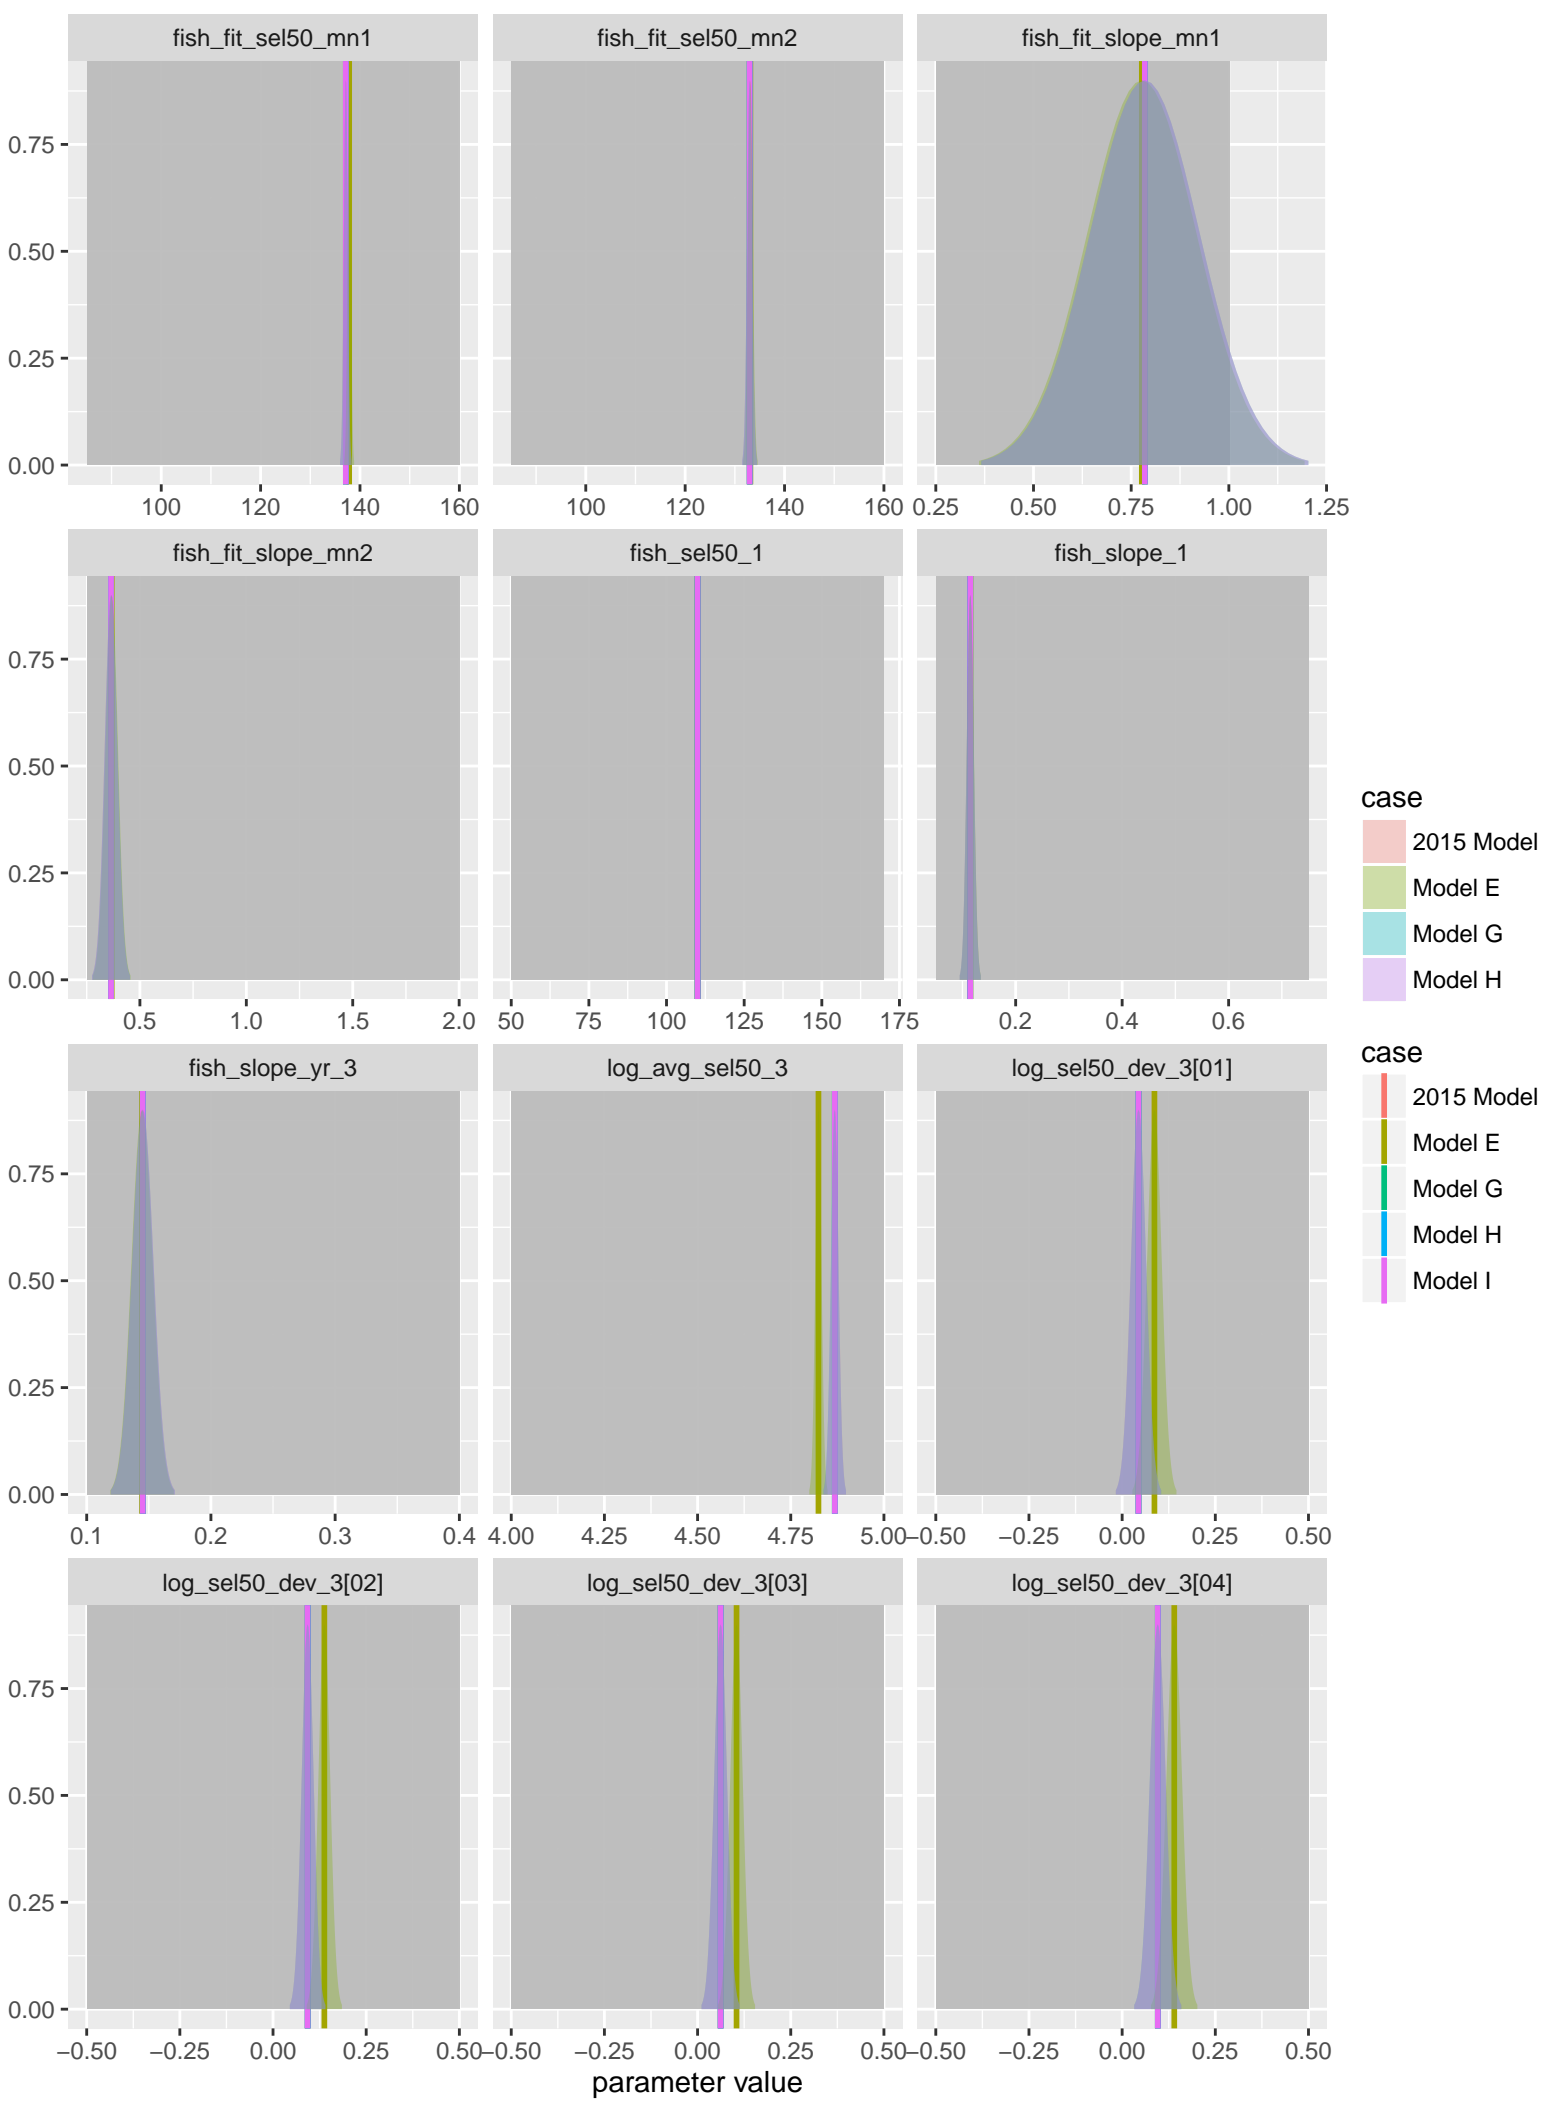 fish_fit_sel50_mn1 fish_fit_sel50_mn2 fish_fit_slope_mn1
0.75
0.50
0.25
0.00
100 120 140 160 100 120 140 160 0.25 0.50 0.75 1.00 1.25
fish_fit_slope_mn2 fish_sel50_1 fish_slope_1
0.75
0.50
0.25
0.00
0.5 1.0 1.5 2.0 50 75 100 125 150 175 0.2 0.4 0.6
fish_slope_yr_3 log_avg_sel50_3 log_sel50_dev_3[01]
0.75
0.50
0.25
0.00
0.1 0.2 0.3 0.4 4.00 4.25 4.50 4.75 5.00 −0.50 −0.25 0.00 0.25 0.50
log_sel50_dev_3[02] log_sel50_dev_3[03] log_sel50_dev_3[04]
0.75
0.50
0.25
0.00
−0.50 −0.25 0.00 0.25 0.50 −0.50 −0.25 0.00 0.25 0.50 −0.50 −0.25 0.00 0.25 0.50
parameter value
case
2015 Model
Model E
Model G
Model H
case
2015 Model
Model E
Model G
Model H
Model I